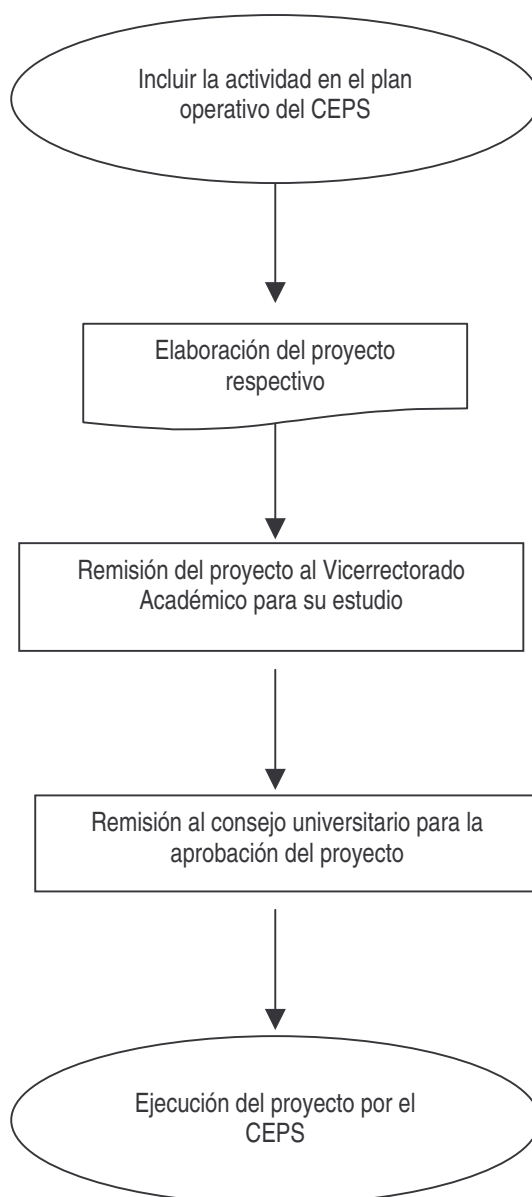 Incluir la actividad en el plan
operativo del CEPS
Elaboración del proyecto
respectivo
Remisión del proyecto al Vicerrectorado
Académico para su estudio
Remisión al consejo universitario para la
aprobación del proyecto
Ejecución del proyecto por el
CEPS